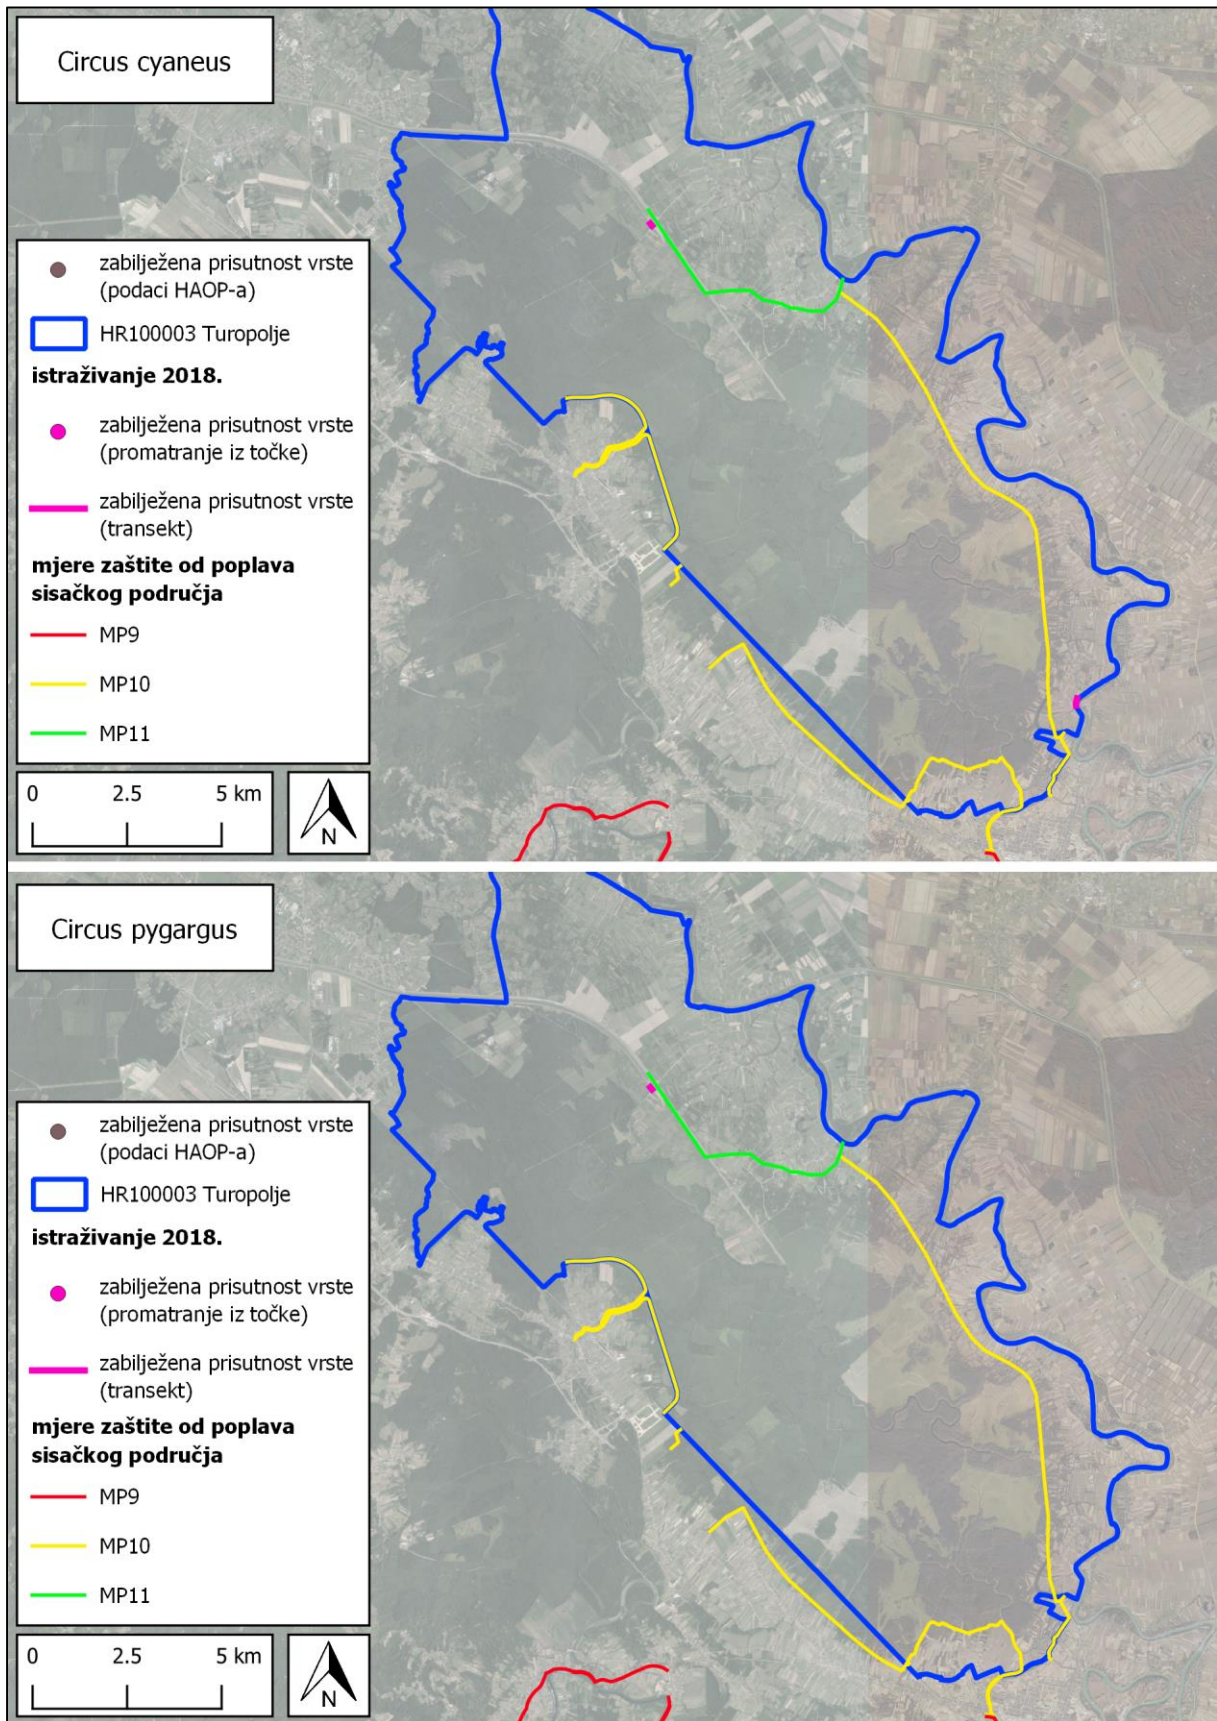 Circus cyaneus
zabilježena prisutnost vrste
(podaci HAOP-a)
HR100003 Turopolje
istraživanje 2018.
zabilježena prisutnost vrste
(promatranje iz točke)
zabilježena prisutnost vrste
(transekt)
mjere zaštite od poplava
sisačkog područja
MP9
MP10
MP11
0 2.5 5 km
N
Circus pygargus
zabilježena prisutnost vrste
(podaci HAOP-a)
HR100003 Turopolje
istraživanje 2018.
zabilježena prisutnost vrste
(promatranje iz točke)
zabilježena prisutnost vrste
(transekt)
mjere zaštite od poplava
sisačkog područja
MP9
MP10
MP11
0 2.5 5 km
N